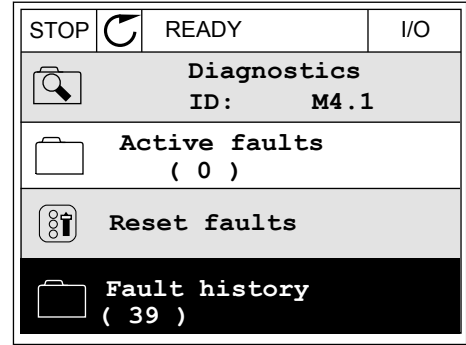 STOP READY I/O
Diagnostics
ID: M4.1
Active faults
( 0 )
Reset faults
Fault history
( 39 )